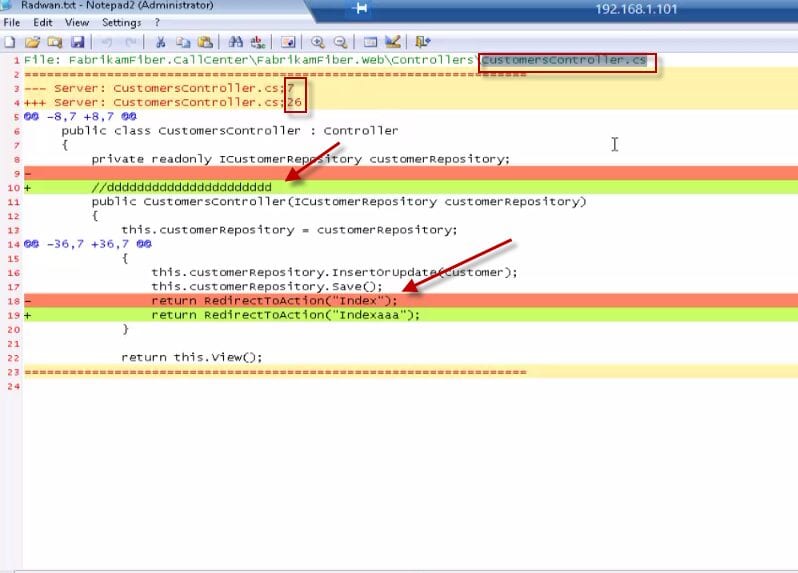 Radwan.txt - Notepad2 (Administrator)
192.168.1.101
File Edit View Settings ?
1 File: FabrikamFiber.CallCenter\FabrikamFiber.Web\Controllers\CustomersController.cs
2 ===================================================================
3 --- Server: CustomersController.cs;7
4 +++ Server: CustomersController.cs;26
5 @@ -8,7 +8,7 @@
6 public class CustomersController : Controller
7 {
8 private readonly ICustomerRepository customerRepository;
9 -
10 + //dddddddddddddddddddddd
11 public CustomersController(ICustomerRepository customerRepository)
12 {
13 this.customerRepository = customerRepository;
14 @@ -36,7 +36,7 @@
15 {
16 this.customerRepository.InsertOrUpdate(customer);
17 this.customerRepository.Save();
18 - return RedirectToAction("Index");
19 + return RedirectToAction("Indexaaa");
20 }
21
22 return this.View();
23 ===================================================================
24